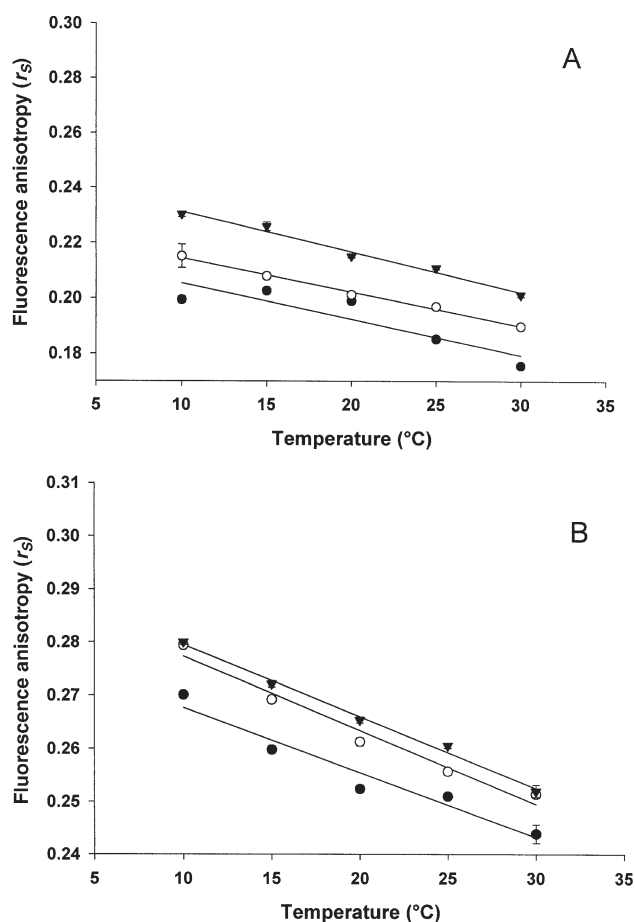 A
Fluorescence anisotropy (rS)
0.30
0.28
0.26
0.24
0.22
0.20
0.18
5 10 15 20 25 30 35
Temperature (°C)
B
Fluorescence anisotropy (rS)
0.31
0.30
0.29
0.28
0.27
0.26
0.25
0.24
5 10 15 20 25 30 35
Temperature (°C)